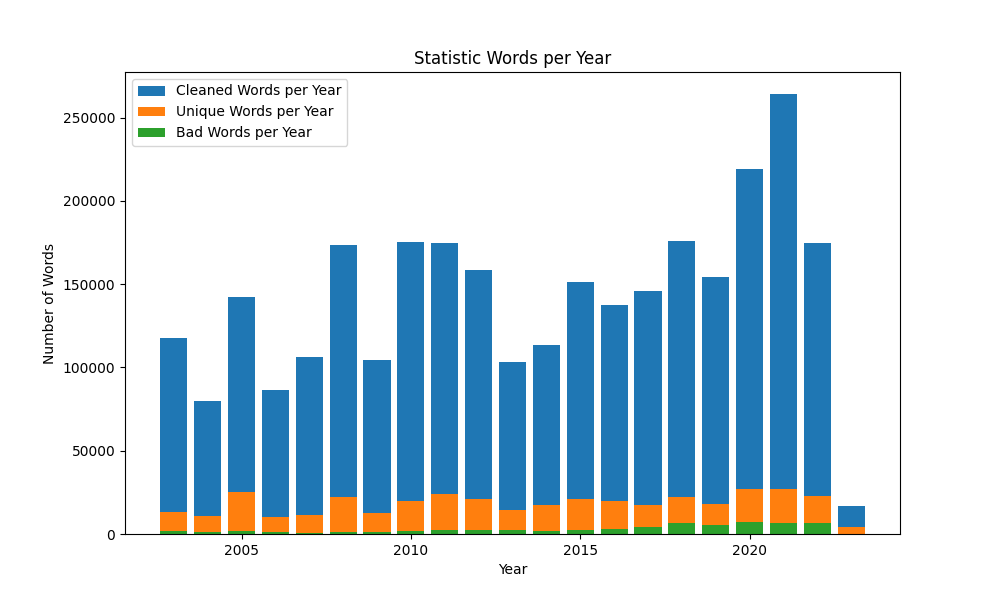 Statistic Words per Year
Cleaned Words per Year
Unique Words per Year
Bad Words per Year
250000
200000
150000
100000
50000
0
Number of Words
2005 2010 2015 2020
Year